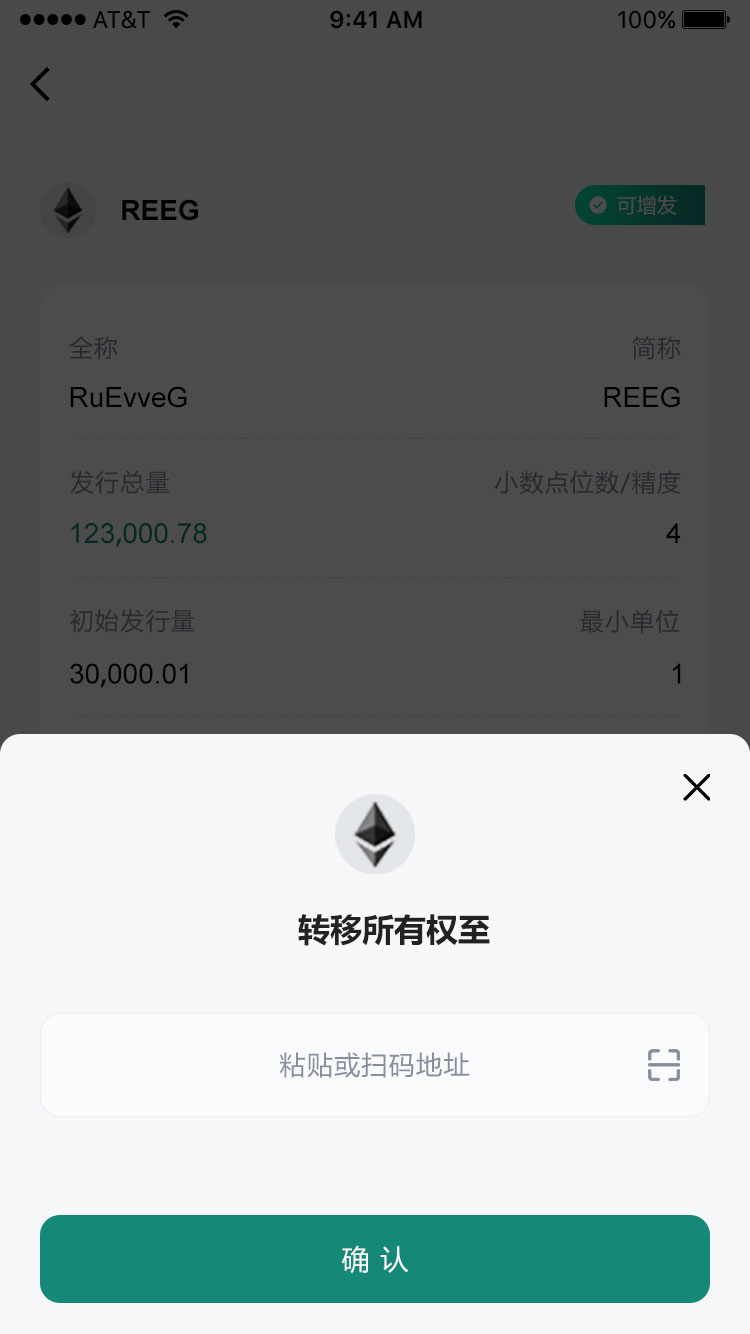 AT&T 9:41 AM 100%
REEG 可增发
全称 简称
RuEvveG REEG
发行总量 小数点位数/精度
123,000.78 4
初始发行量 最小单位
30,000.01 1
转移所有权至
粘贴或扫码地址
确 认